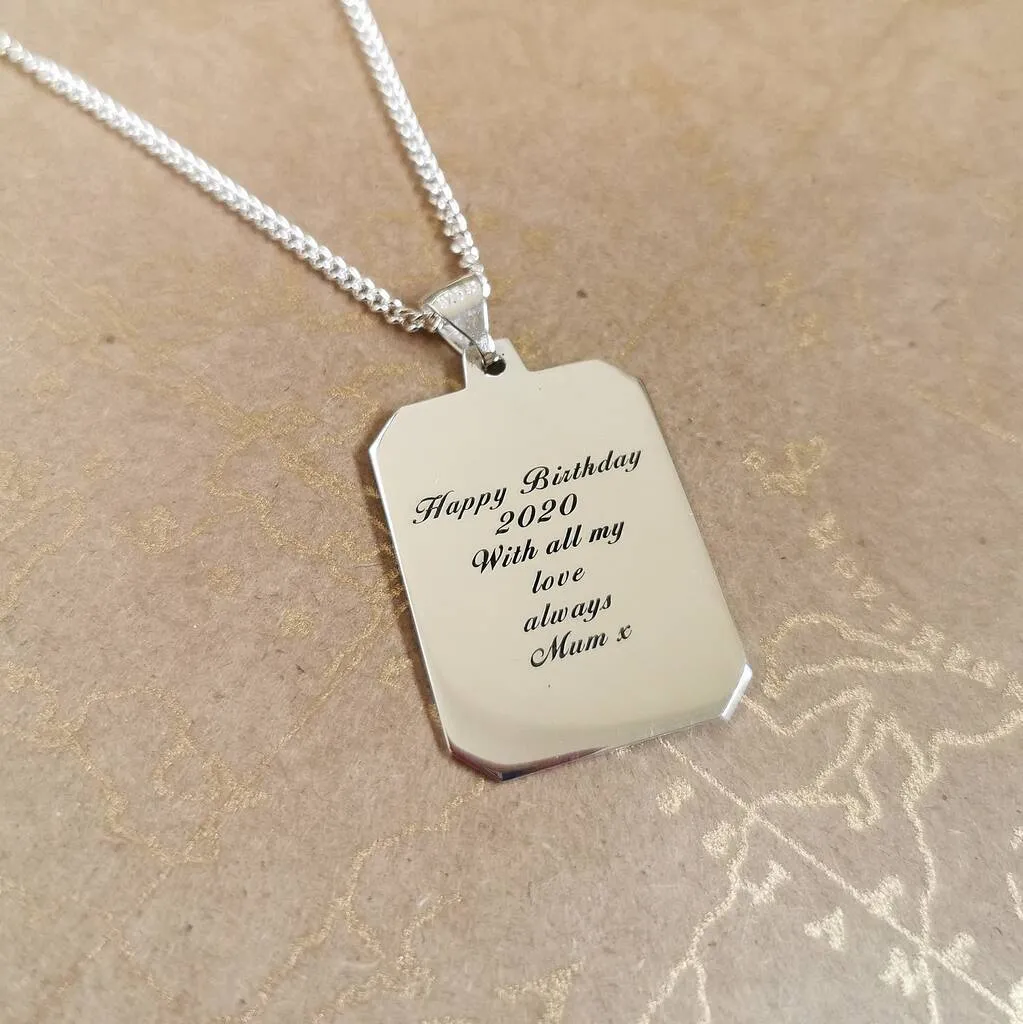 Happy Birthday
2020
With all my
love
always
Mum x